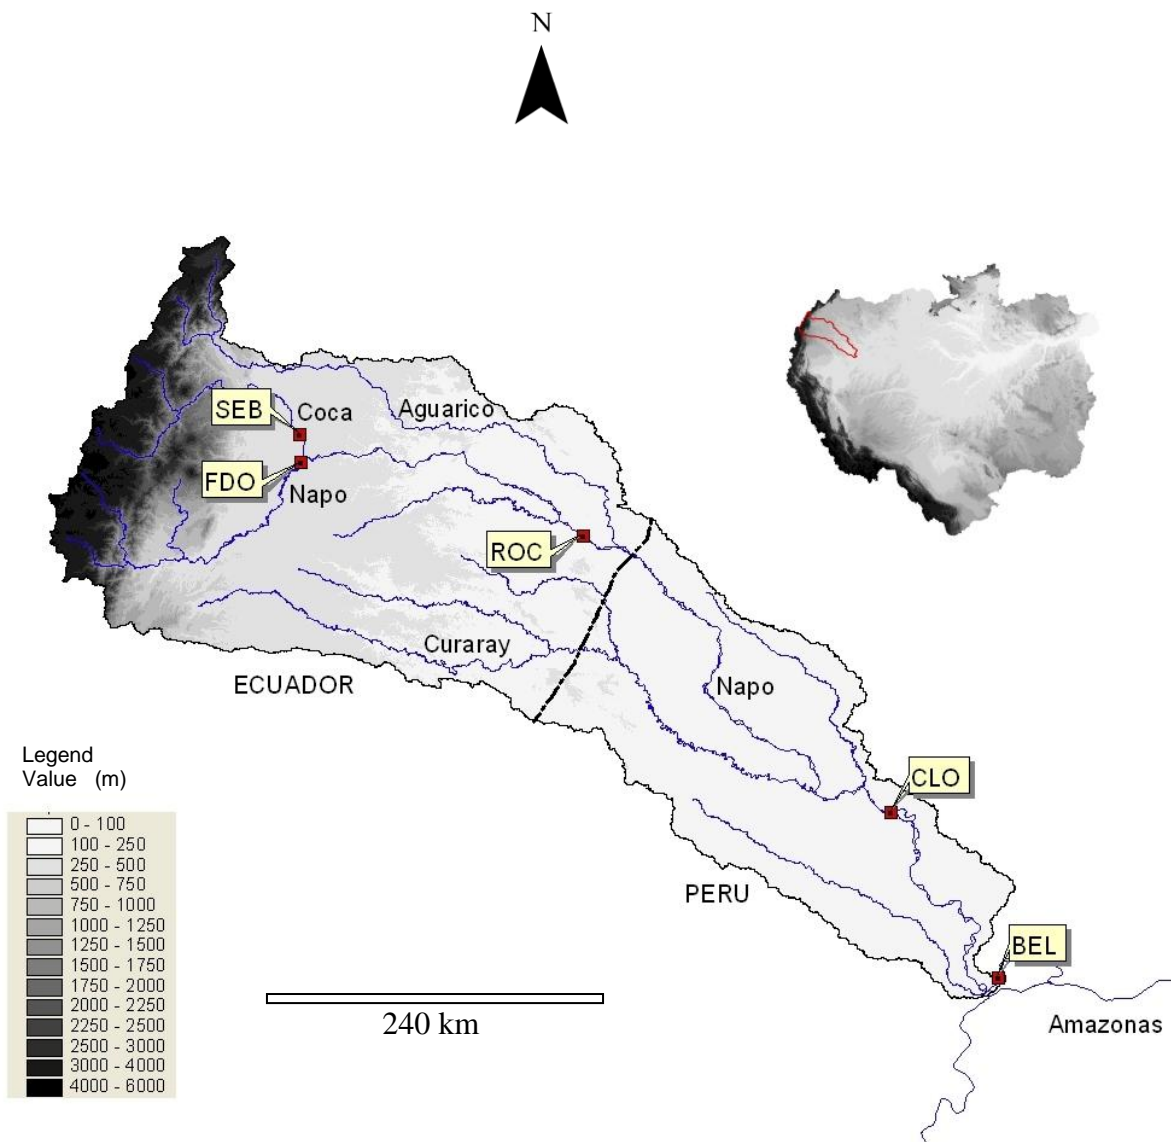 N
SEB
Coca
Aguarico
FDO
Napo
ROC
Curaray
ECUADOR
Napo
Legend
Value (m)
CLO
0 - 100
100 - 250
250 - 500
500 - 750
750 - 1000
1000 - 1250
1250 - 1500
1500 - 1750
1750 - 2000
2000 - 2250
2250 - 2500
2500 - 3000
3000 - 4000
4000 - 6000
PERU
BEL
240 km
Amazonas